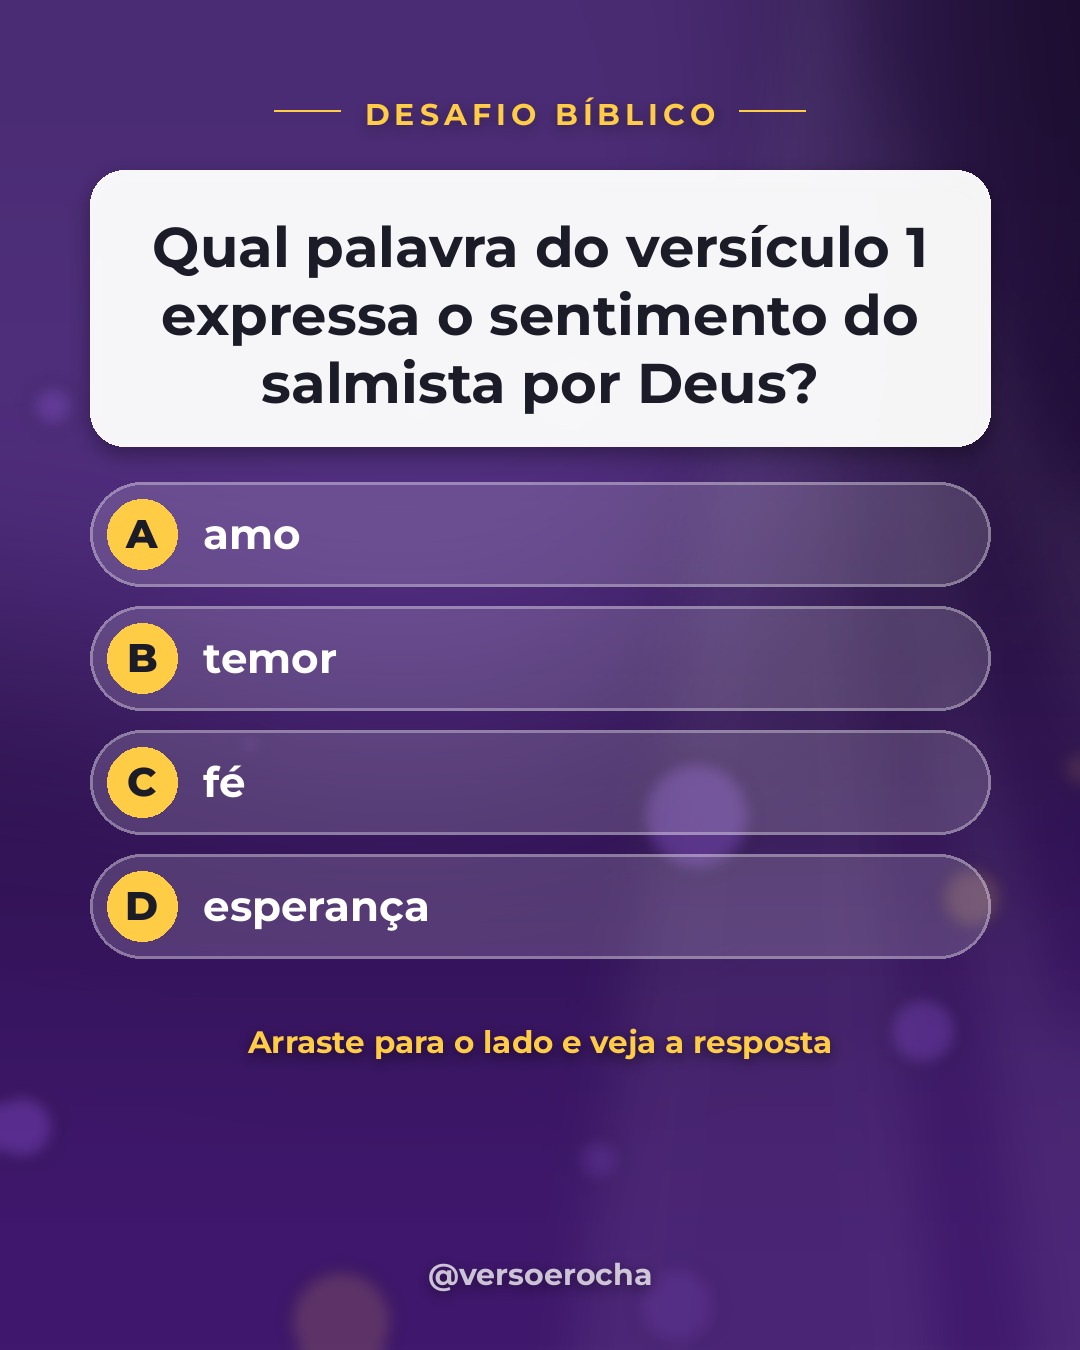 DESAFIO BÍBLICO
Qual palavra do versículo 1
expressa o sentimento do
salmista por Deus?
A amo
B temor
C fé
D esperança
Arraste para o lado e veja a resposta
@versoerocha